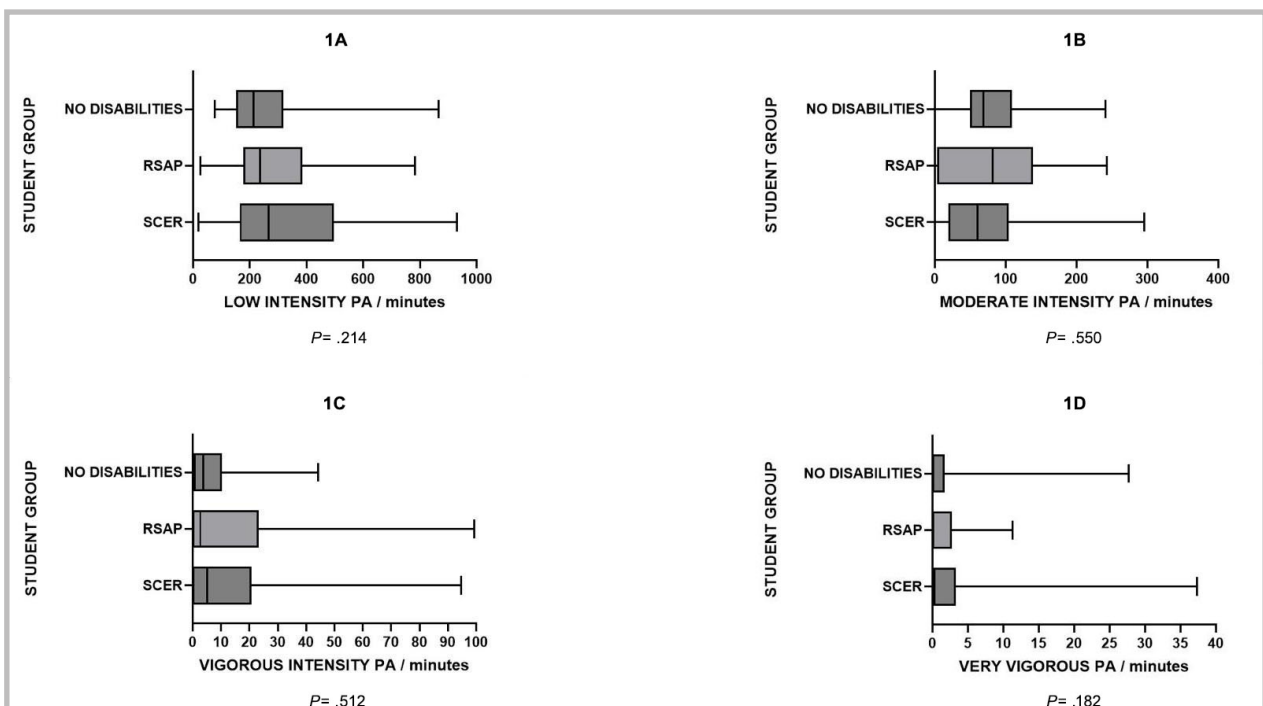 1A
STUDENT GROUP
NO DISABILITIES
RSAP
SCER
0 200 400 600 800 1000
LOW INTENSITY PA / minutes
P= .214
1B
STUDENT GROUP
NO DISABILITIES
RSAP
SCER
0 100 200 300 400
MODERATE INTENSITY PA / minutes
P= .550
1C
STUDENT GROUP
NO DISABILITIES
RSAP
SCER
0 10 20 30 40 50 60 70 80 90 100
VIGOROUS INTENSITY PA / minutes
P= .512
1D
STUDENT GROUP
NO DISABILITIES
RSAP
SCER
0 5 10 15 20 25 30 35 40
VERY VIGOROUS PA / minutes
P= .182